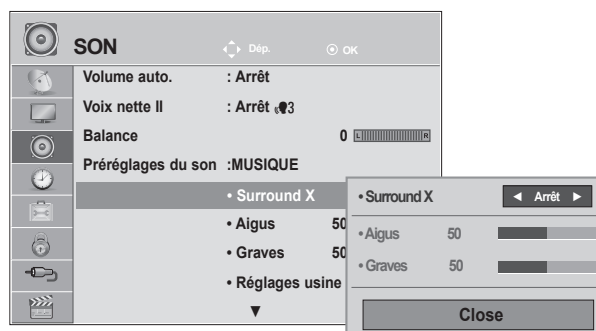 SON Dép. OK
Volume auto. : Arrêt
Voix nette II : Arrêt 3
Balance 0 L R
Préréglages du son :MUSIQUE
• Surround X
• Aigus 50
• Graves 50
• Réglages usine
▼
• Surround X ◄ Arrêt ►
• Aigus 50
• Graves 50
Close